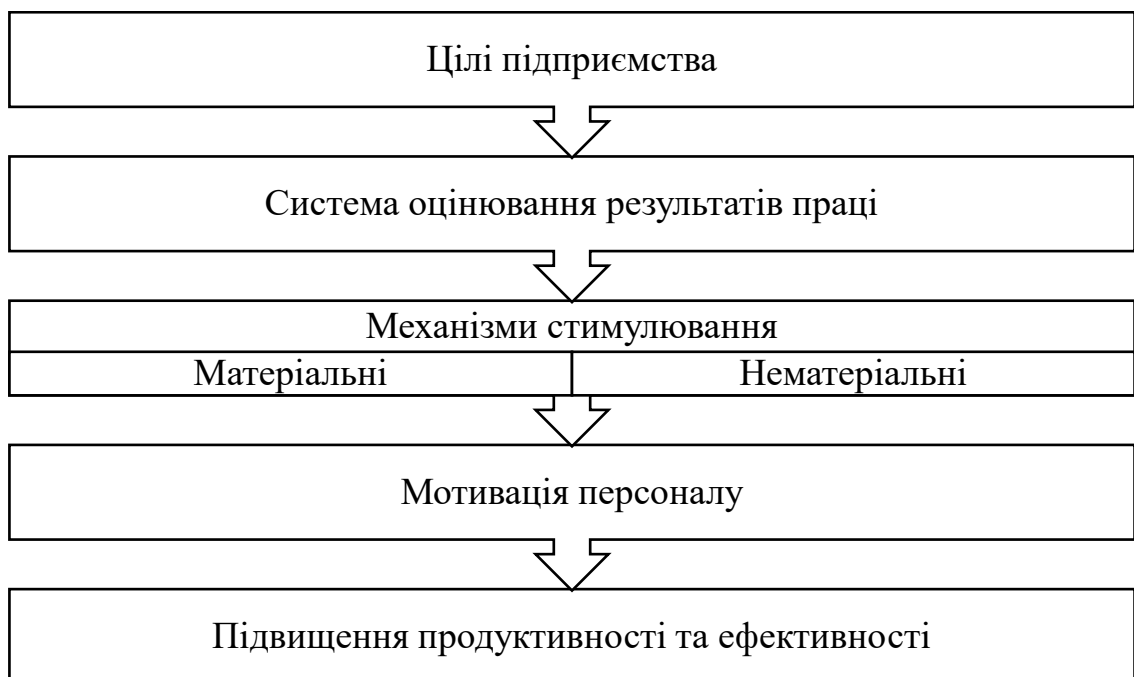 Цілі підприємства
Система оцінювання результатів праці
Механізми стимулювання
Матеріальні
Нематеріальні
Мотивація персоналу
Підвищення продуктивності та ефективності